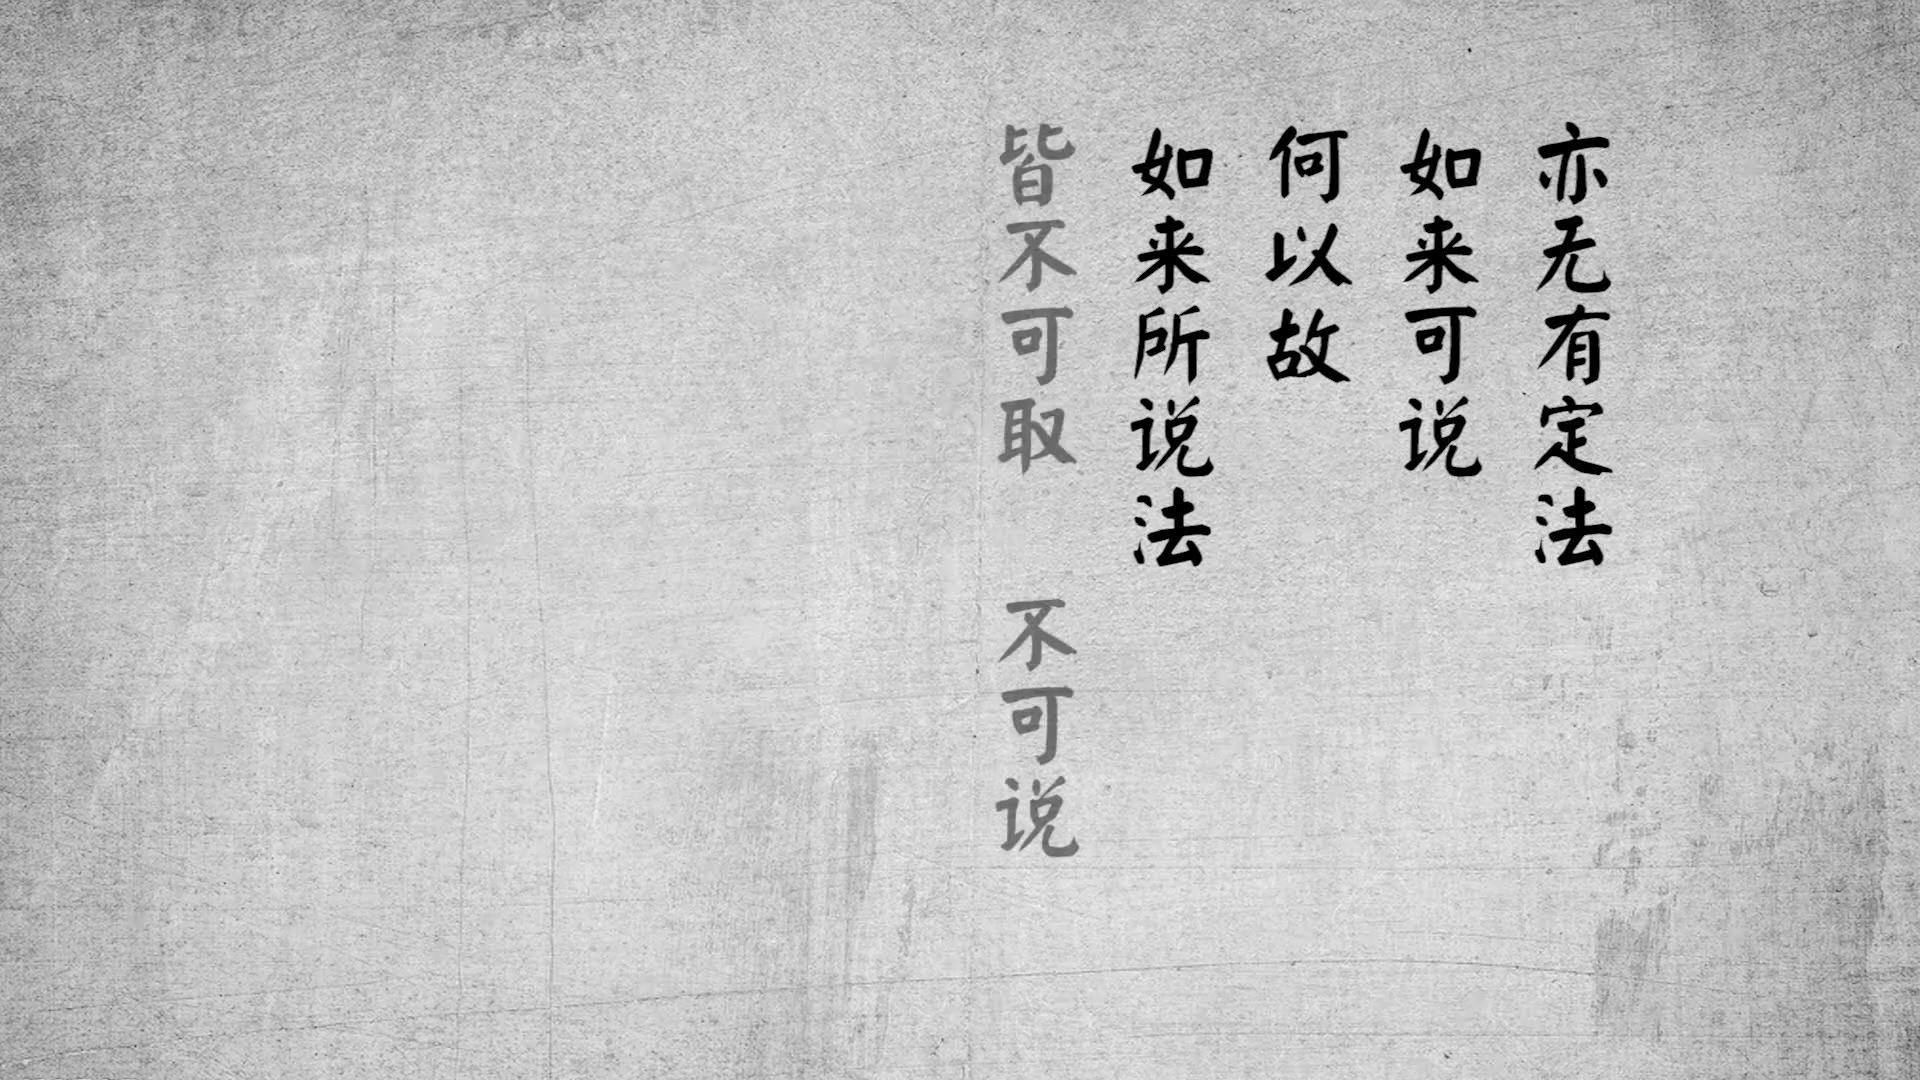 亦无有定法
如来可说
何以故
如来所说法
皆不可取 不可说